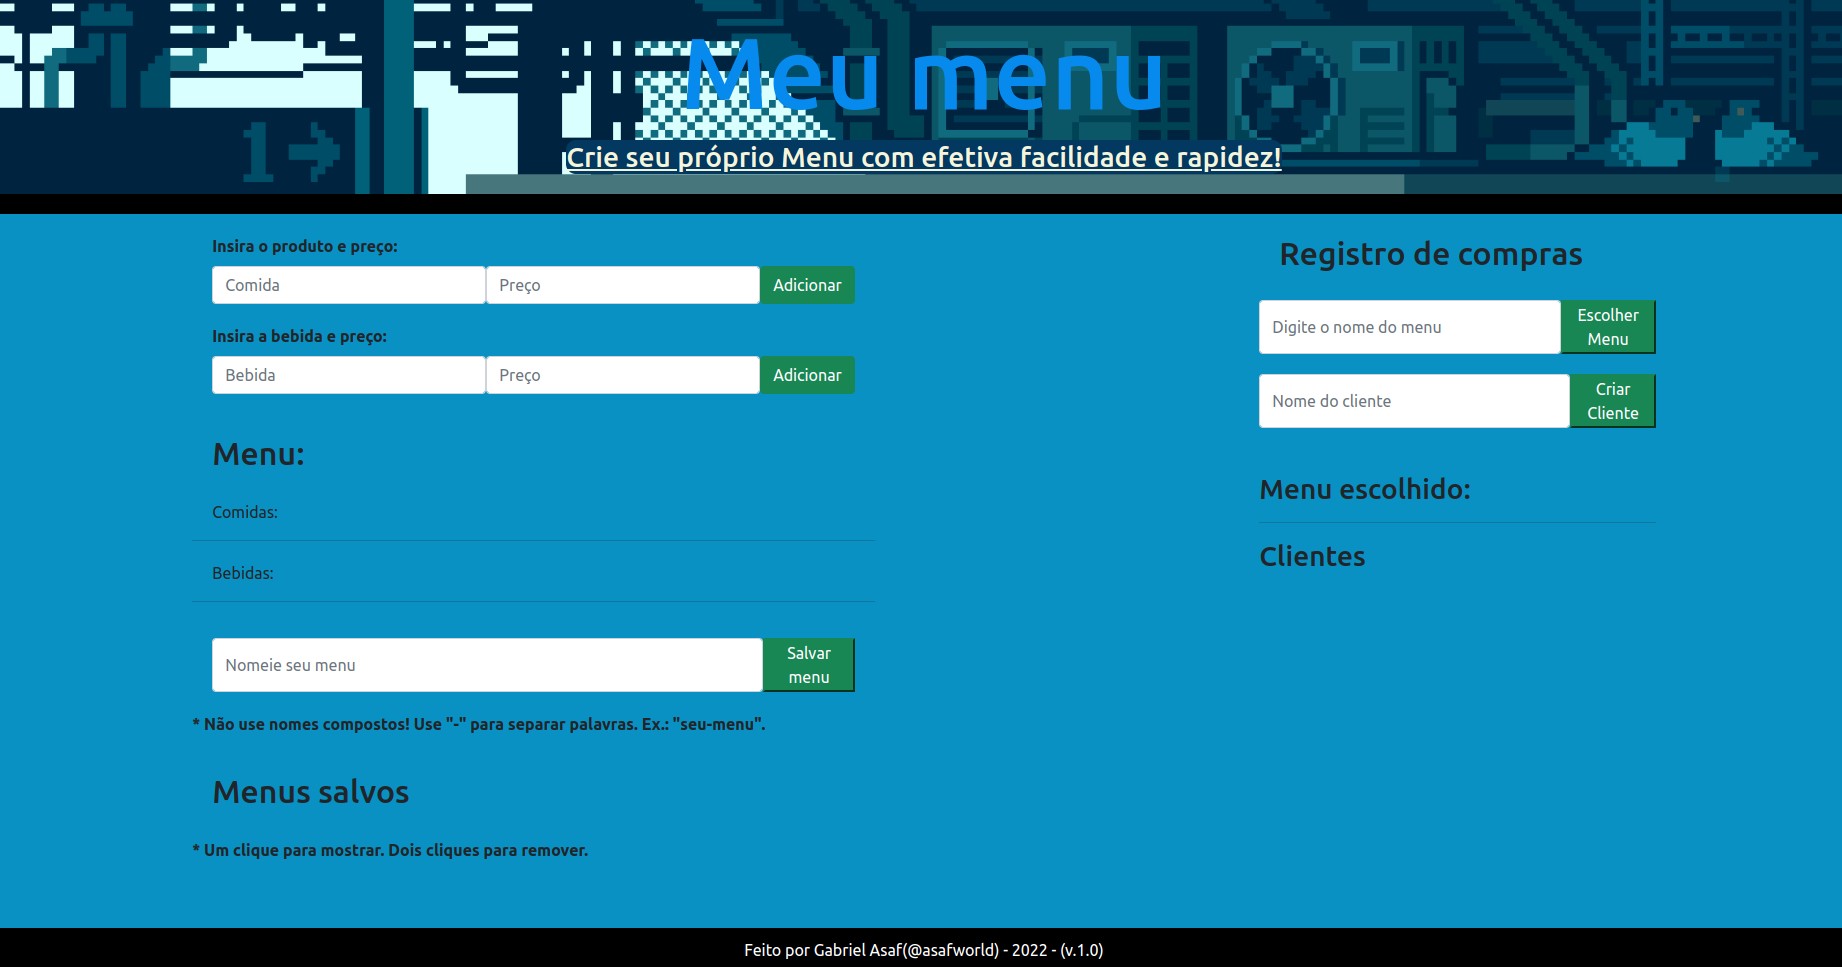 Meu menu
Crie seu próprio Menu com efetiva facilidade e rapidez!
Insira o produto e preço:
Comida
Preço
Adicionar
Insira a bebida e preço:
Bebida
Preço
Adicionar
Menu:
Comidas:
Bebidas:
Nomeie seu menu
Salvar
menu
* Não use nomes compostos! Use "-" para separar palavras. Ex.: "seu-menu".
Menus salvos
* Um clique para mostrar. Dois cliques para remover.
Registro de compras
Digite o nome do menu
Escolher
Menu
Nome do cliente
Criar
Cliente
Menu escolhido:
Clientes
Feito por Gabriel Asaf(@asafworld) - 2022 - (v.1.0)